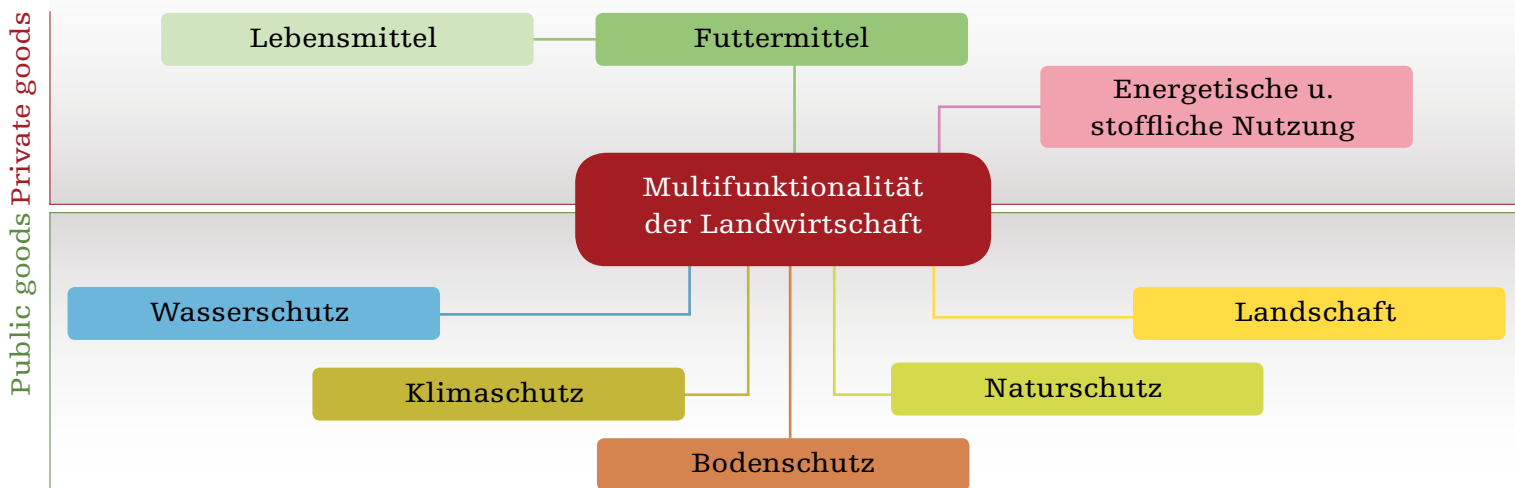 Private goods
Lebensmittel
Futtermittel
Energetische u.
stoffliche Nutzung
Multifunktionalität
der Landwirtschaft
Public goods
Wasserschutz
Landschaft
Klimaschutz
Naturschutz
Bodenschutz